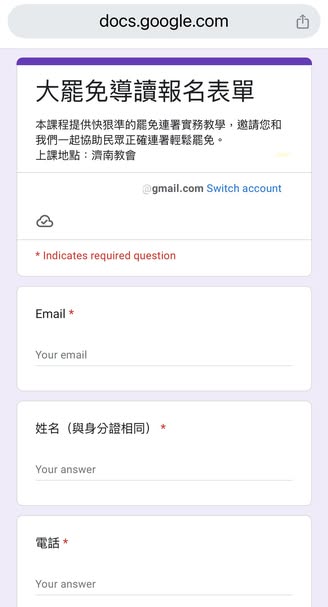 docs.google.com
大罷免導讀報名表單
本課程提供快狠準的罷免連署實務教學，邀請您和
我們一起協助民眾正確連署輕鬆罷免。
上課地點：濟南教會
@gmail.com Switch account
* Indicates required question
Email *
Your email
姓名（與身分證相同） *
Your answer
電話 *
Your answer